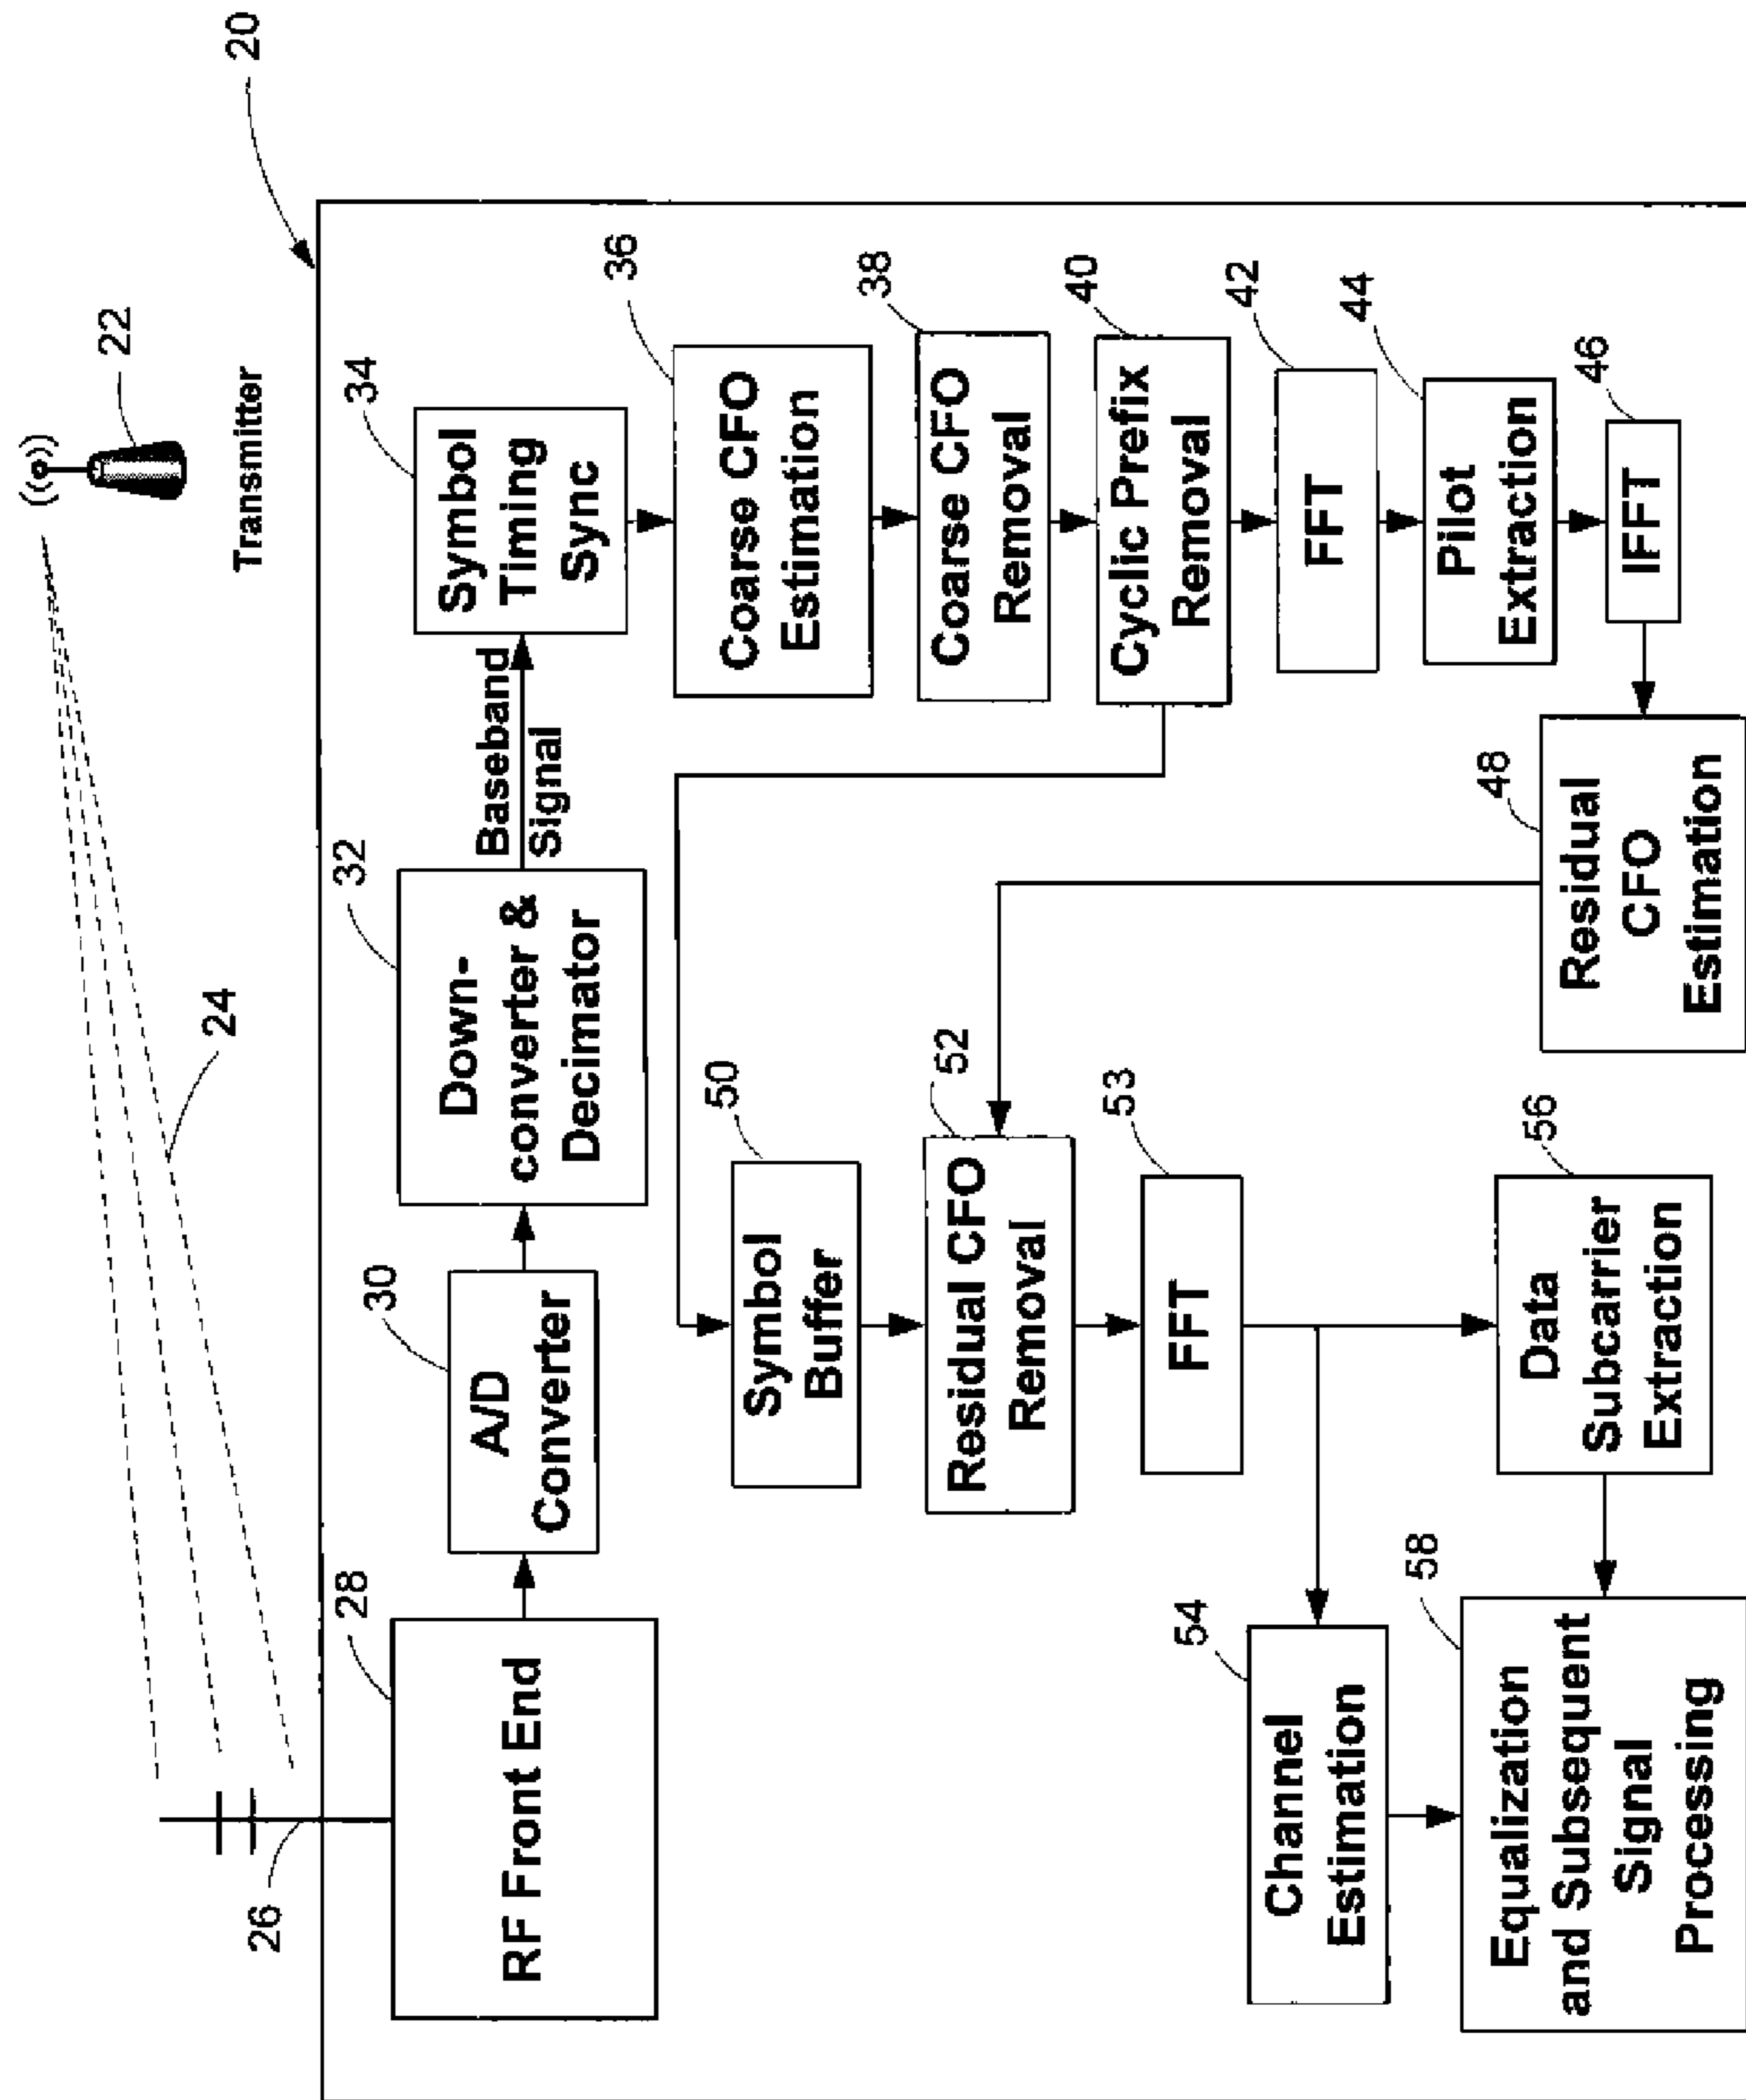 20
22
Transmitter
24
26
28
RF Front End
30
A/D
Converter
32
Down-
converter &
Decimator
Baseband
Signal
34
Symbol
Timing
Sync
36
Coarse CFO
Estimation
38
Coarse CFO
Removal
40
Cyclic Prefix
Removal
42
FFT
44
Pilot
Extraction
46
IFFT
48
Residual
CFO
Estimation
50
Symbol
Buffer
52
Residual CFO
Removal
53
FFT
54
Channel
Estimation
56
Data
Subcarrier
Extraction
58
Equalization
and Subsequent
Signal
Processing